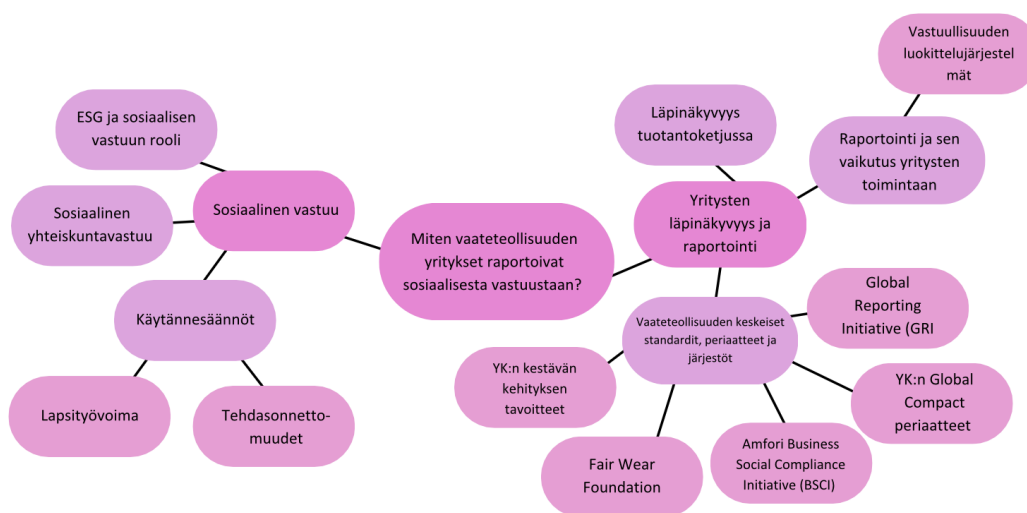 Vastuullisuuden
luokittelujärjestel
mät
ESG ja sosiaalisen
vastuun rooli
Läpinäkyvyys
tuotantoketjussa
Raportointi ja sen
vaikutus yritysten
toimintaan
Sosiaalinen
yhteiskuntavastuu
Sosiaalinen vastuu
Miten vaateteollisuuden
yritykset raportoivat
sosiaalisesta vastuustaan?
Yritysten
läpinäkyvyys ja
raportointi
Käytännesäännöt
Vaateteollisuuden keskeiset
standardit, periaatteet ja
järjestöt
Global
Reporting
Initiative (GRI
Lapsityövoima
Tehdasonnetto-
muudet
YK:n kestävän
kehityksen
tavoitteet
YK:n Global
Compact
periaatteet
Fair Wear
Foundation
Amfori Business
Social Compliance
Initiative (BSCI)